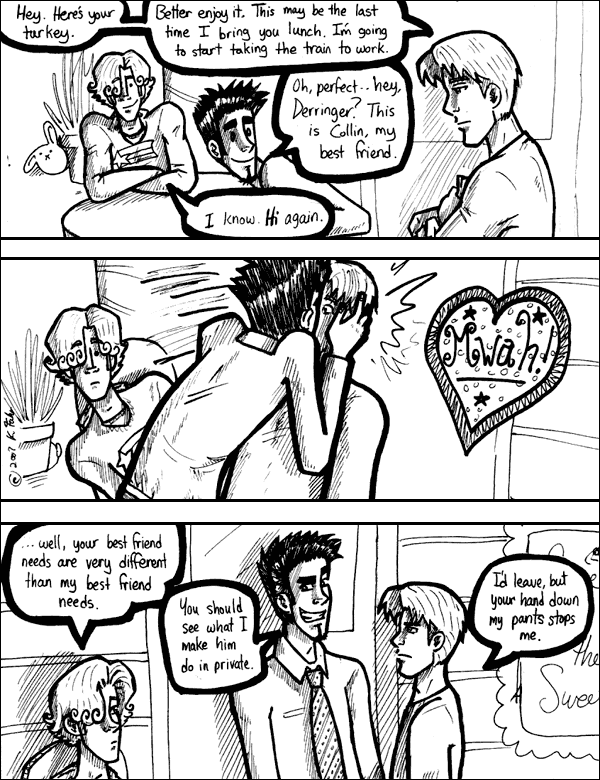 Hey. Here's your
turkey.
Better enjoy it. This may be the last
time I bring you lunch. I'm going
to start taking the train to work.
Oh, perfect.. hey,
Derringer? This
is Collin, my
best friend.
I know. Hi again.
Mwah!
...well, your best friend
needs are very different
than my best friend
needs.
You should
see what I
make him
do in private.
I'd leave, but
your hand down
my pants stops
me.
the
Swee